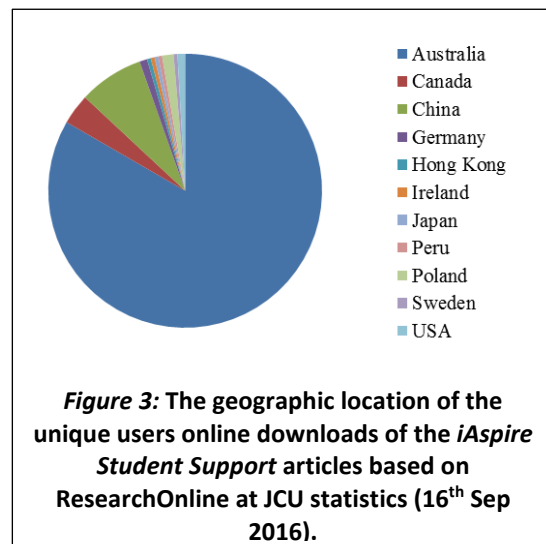 Australia
Canada
China
Germany
Hong Kong
Ireland
Japan
Peru
Poland
Sweden
USA
Figure 3: The geographic location of the
unique users online downloads of the iAspire
Student Support articles based on
ResearchOnline at JCU statistics (16th Sep
2016).